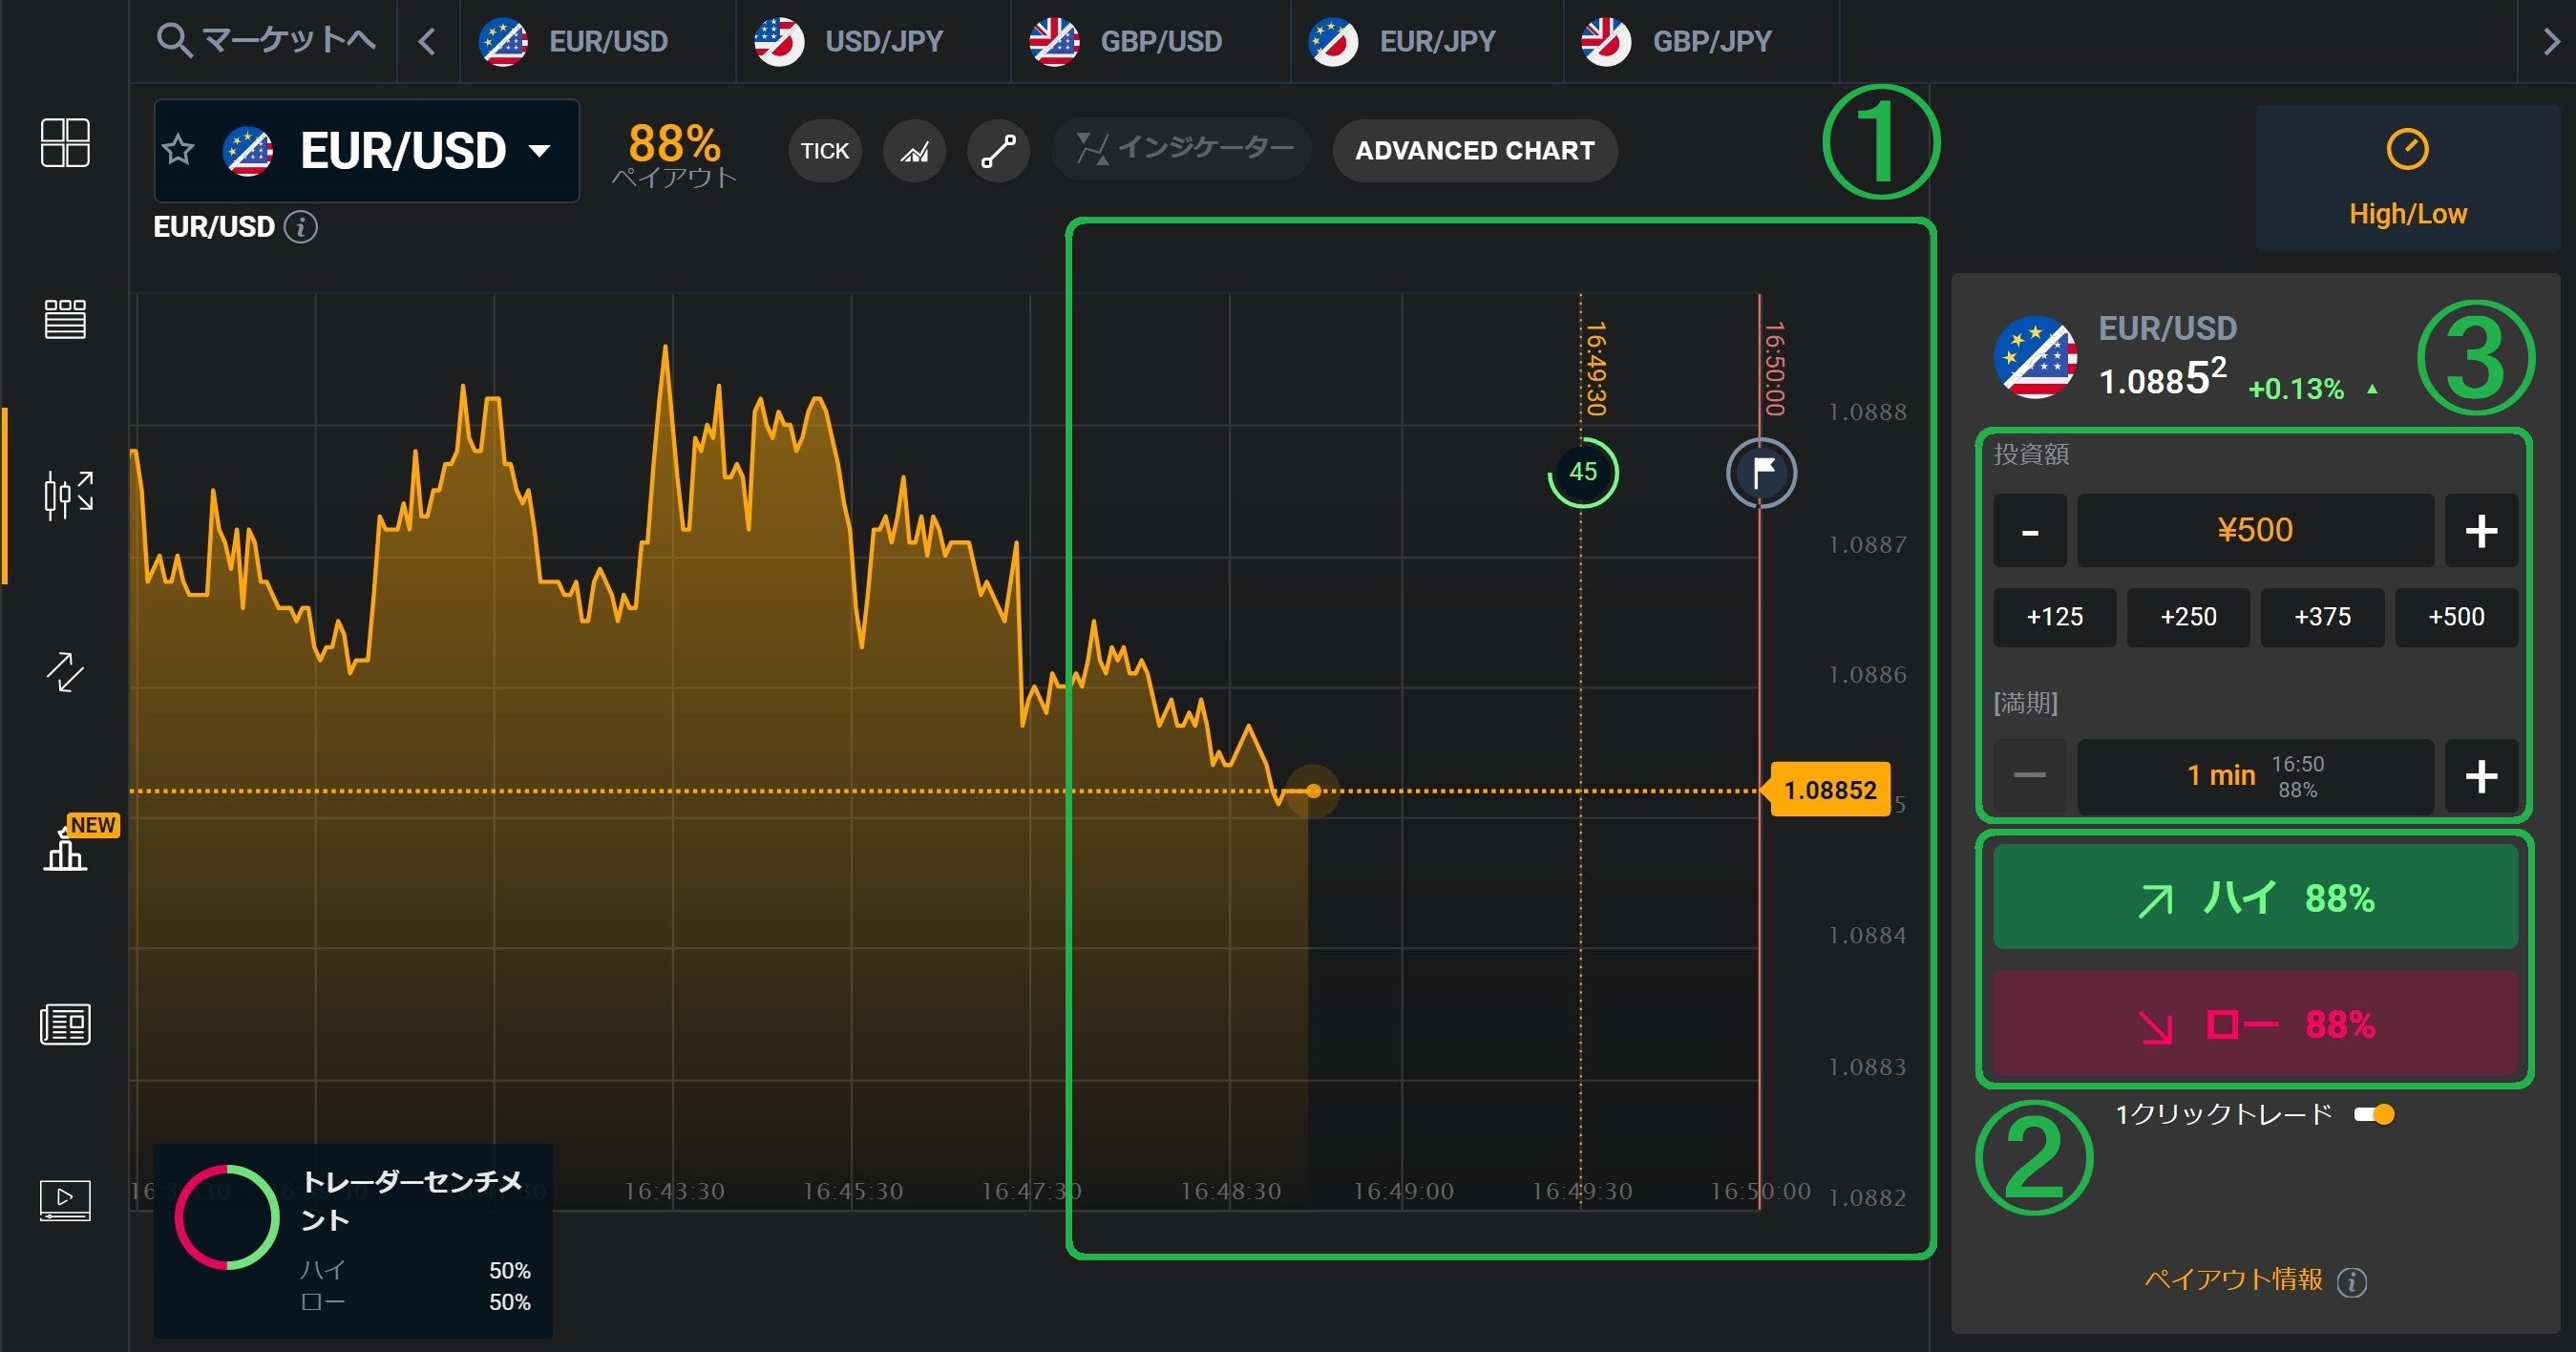 マーケットへ
EUR/USD
USD/JPY
GBP/USD
EUR/JPY
GBP/JPY
EUR/USD
88%
ペイアウト
TICK
インジケーター
ADVANCED CHART
①
High/Low
EUR/USD
16:49:30
16:50:00
45
1.0888
1.0887
1.0886
1.08852
5
1.0884
1.0883
1.0882
16:43:30
16:45:30
16:47:30
16:48:30
16:49:00
16:49:30
16:50:00
NEW
トレーダーセンチメ
ント
ハイ 50%
ロー 50%
EUR/USD
1.08852 +0.13% ▲
③
投資額
- ¥500 +
+125 +250 +375 +500
[満期]
— 1 min 16:50 +
88%
ハイ 88%
ロー 88%
②
1クリックトレード
ペイアウト情報